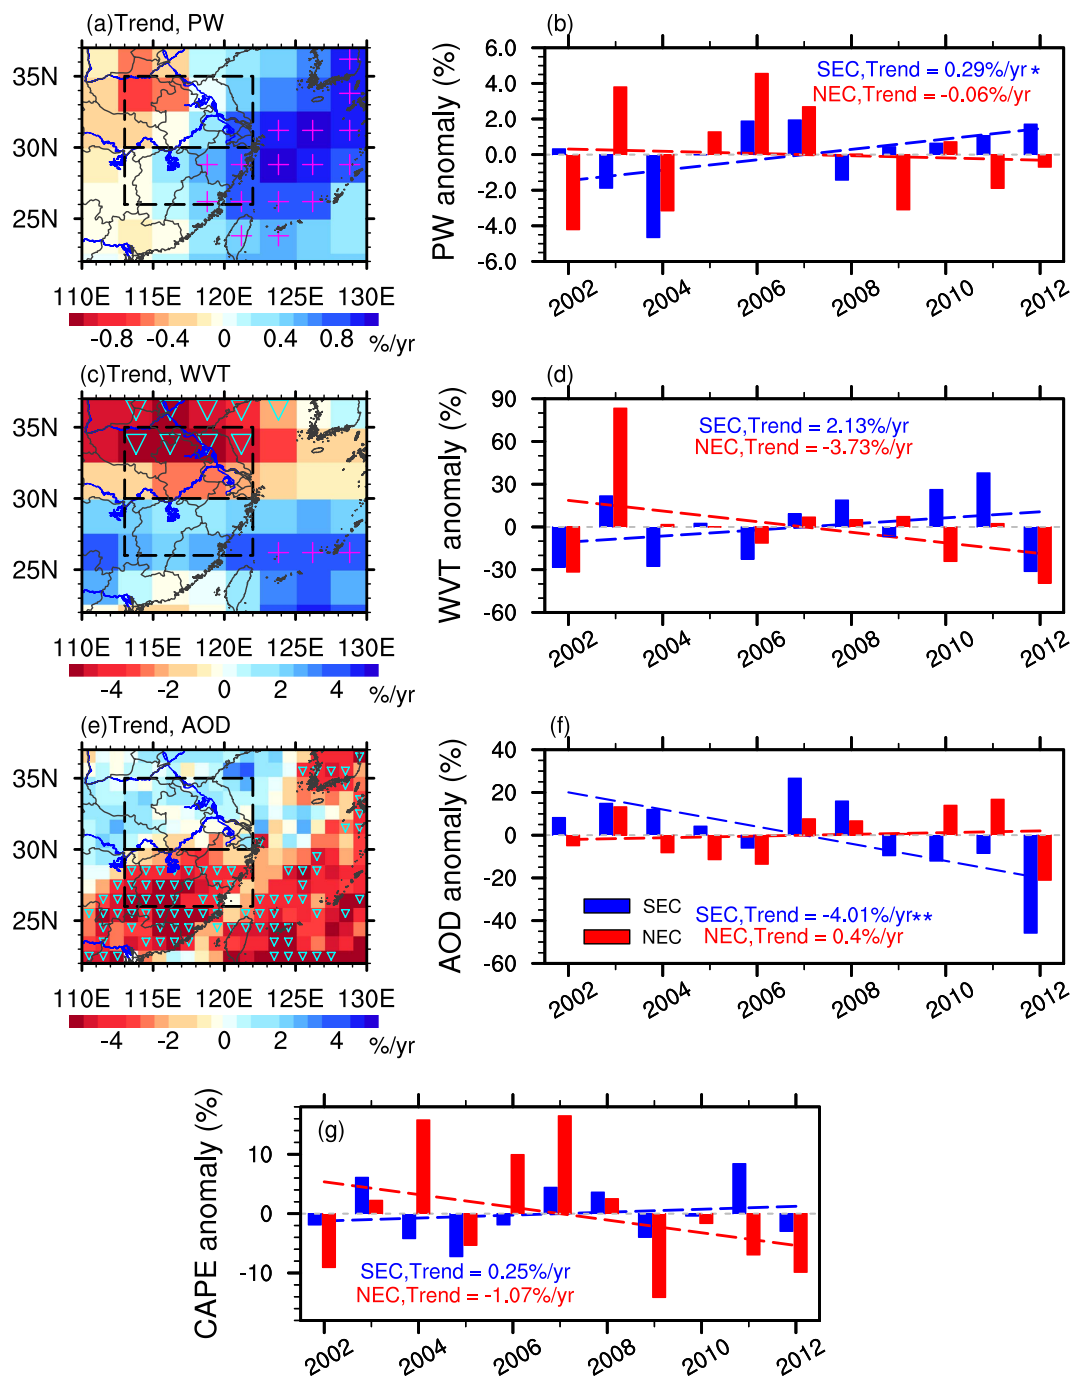 (a)Trend, PW
35N
30N
25N
110E 115E 120E 125E 130E
-0.8 -0.4 0 0.4 0.8 %/yr
(b)
PW anomaly (%)
6.0
4.0
2.0
0.0
-2.0
-4.0
-6.0
SEC,Trend = 0.29%/yr *
NEC,Trend = -0.06%/yr
2002 2004 2006 2008 2010 2012
(c)Trend, WVT
35N
30N
25N
110E 115E 120E 125E 130E
-4 -2 0 2 4 %/yr
(d)
WVT anomaly (%)
90
60
30
0
-30
-60
SEC,Trend = 2.13%/yr
NEC,Trend = -3.73%/yr
2002 2004 2006 2008 2010 2012
(e)Trend, AOD
35N
30N
25N
110E 115E 120E 125E 130E
-4 -2 0 2 4 %/yr
(f)
AOD anomaly (%)
40
20
0
-20
-40
-60
SEC
NEC
SEC,Trend = -4.01%/yr**
NEC,Trend = 0.4%/yr
2002 2004 2006 2008 2010 2012
(g)
CAPE anomaly (%)
10
0
-10
SEC,Trend = 0.25%/yr
NEC,Trend = -1.07%/yr
2002 2004 2006 2008 2010 2012